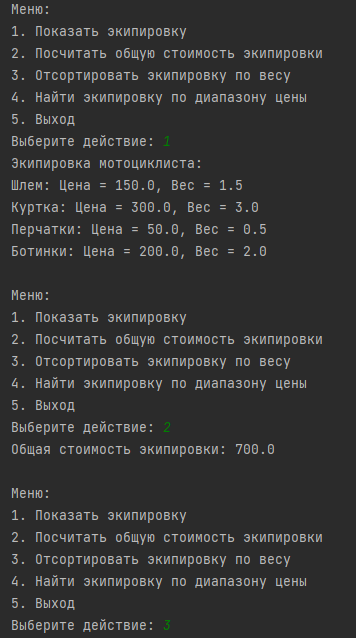 Меню:
1. Показать экипировку
2. Посчитать общую стоимость экипировки
3. Отсортировать экипировку по весу
4. Найти экипировку по диапазону цены
5. Выход
Выберите действие: 1
Экипировка мотоциклиста:
Шлем: Цена = 150.0, Вес = 1.5
Куртка: Цена = 300.0, Вес = 3.0
Перчатки: Цена = 50.0, Вес = 0.5
Ботинки: Цена = 200.0, Вес = 2.0
Меню:
1. Показать экипировку
2. Посчитать общую стоимость экипировки
3. Отсортировать экипировку по весу
4. Найти экипировку по диапазону цены
5. Выход
Выберите действие: 2
Общая стоимость экипировки: 700.0
Меню:
1. Показать экипировку
2. Посчитать общую стоимость экипировки
3. Отсортировать экипировку по весу
4. Найти экипировку по диапазону цены
5. Выход
Выберите действие: 3